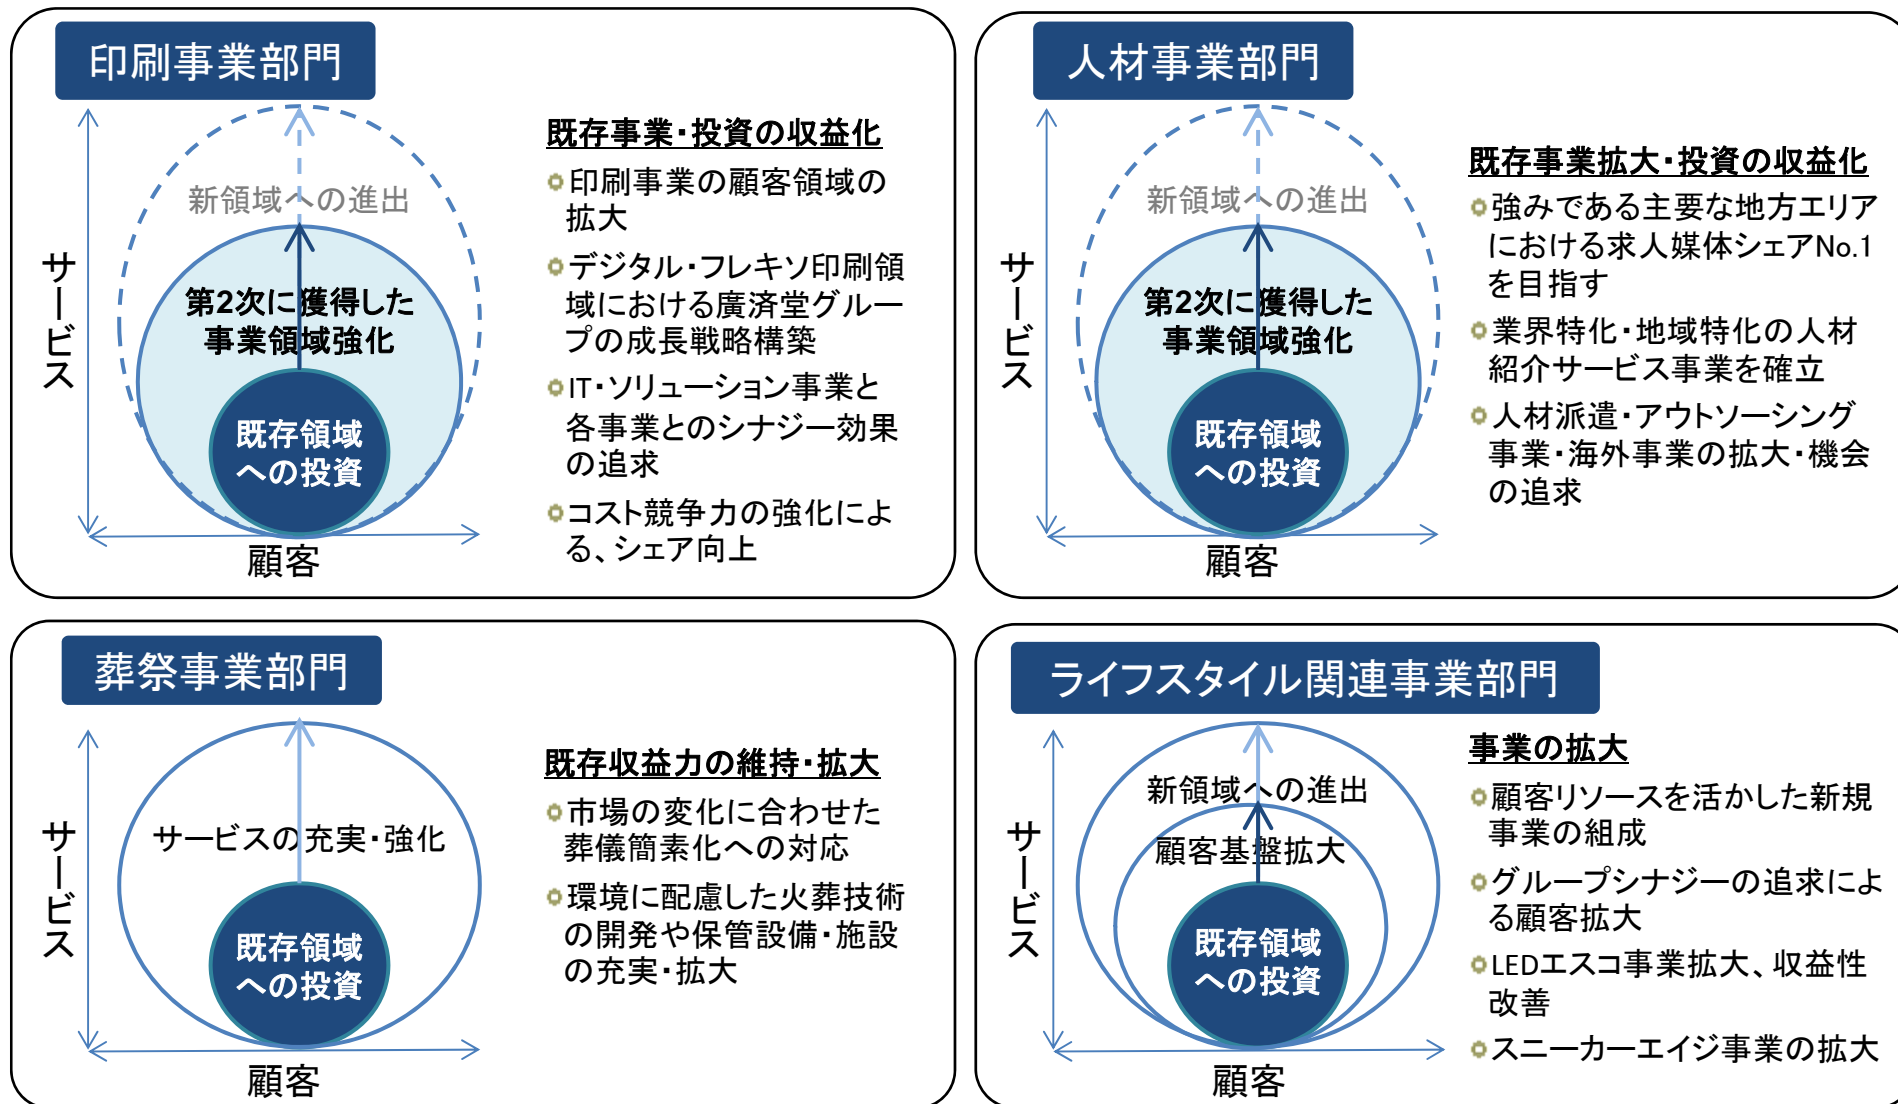 印刷事業部門
サービス
新領域への進出
第2次に獲得した
事業領域強化
既存領域
への投資
顧客
既存事業・投資の収益化
印刷事業の顧客領域の
拡大
デジタル・フレキソ印刷領
域における廣済堂グルー
プの成長戦略構築
IT・ソリューション事業と
各事業とのシナジー効果
の追求
コスト競争力の強化によ
る、シェア向上
人材事業部門
サービス
新領域への進出
第2次に獲得した
事業領域強化
既存領域
への投資
顧客
既存事業拡大・投資の収益化
強みである主要な地方エリア
における求人媒体シェアNo.1
を目指す
業界特化・地域特化の人材
紹介サービス事業を確立
人材派遣・アウトソーシング
事業・海外事業の拡大・機会
の追求
葬祭事業部門
サービス
サービスの充実・強化
既存領域
への投資
顧客
既存収益力の維持・拡大
市場の変化に合わせた
葬儀簡素化への対応
環境に配慮した火葬技術
の開発や保管設備・施設
の充実・拡大
ライフスタイル関連事業部門
サービス
新領域への進出
顧客基盤拡大
既存領域
への投資
顧客
事業の拡大
顧客リソースを活かした新規
事業の組成
グループシナジーの追求によ
る顧客拡大
LEDエスコ事業拡大、収益性
改善
スニーカーエイジ事業の拡大